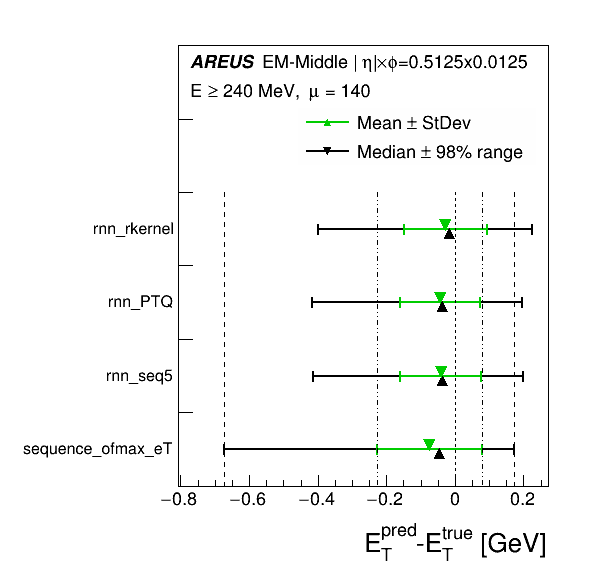 AREUS EM-Middle | η|×ϕ=0.5125x0.0125
E ≥ 240 MeV, μ = 140
Mean ± StDev
Median ± 98% range
rnn_rkernel
rnn_PTQ
rnn_seq5
sequence_ofmax_eT
−0.8 −0.6 −0.4 −0.2 0 0.2
E_T^pred-E_T^true [GeV]